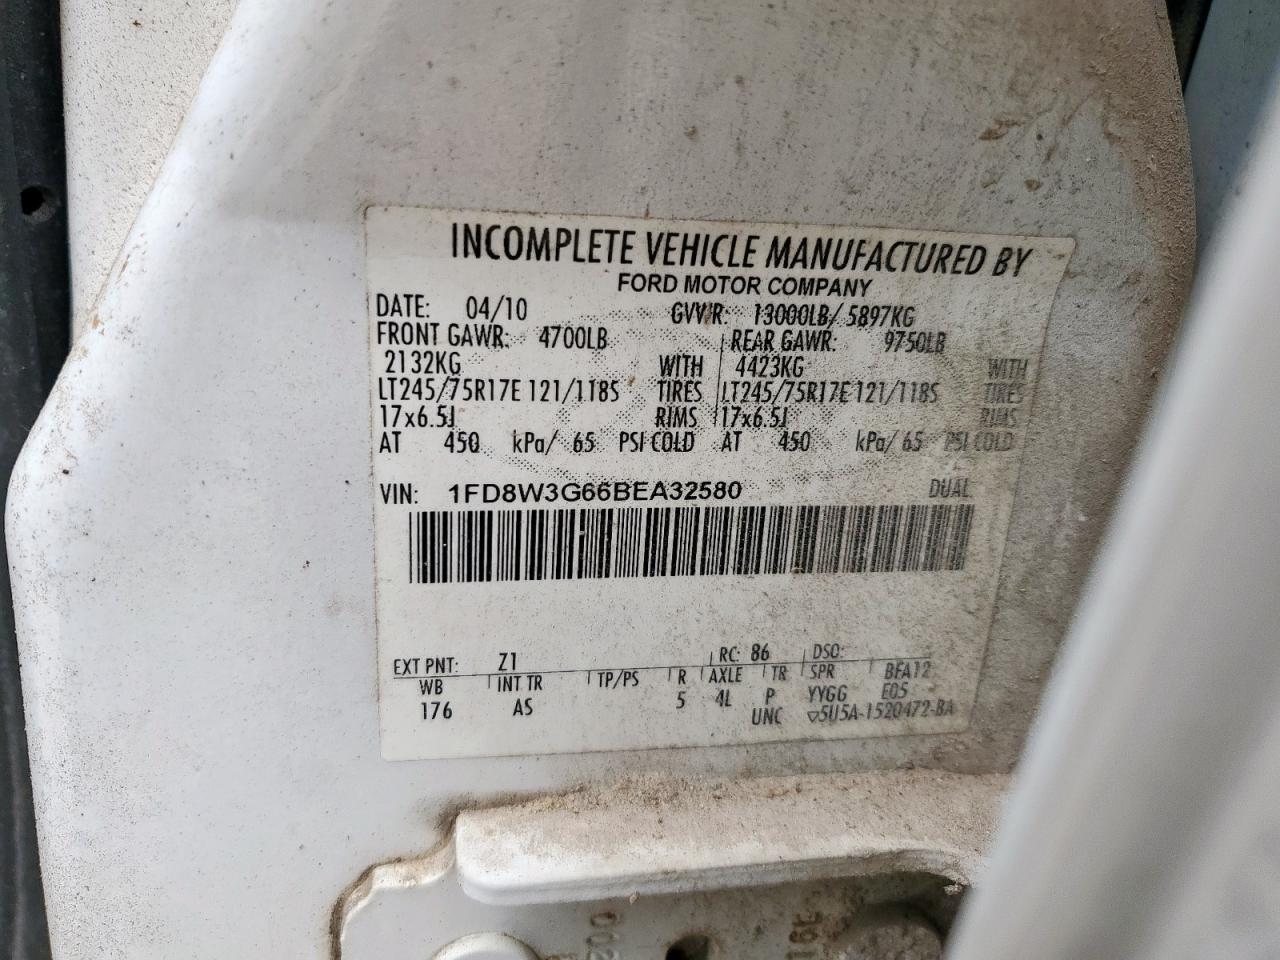 INCOMPLETE VEHICLE MANUFACTURED BY
FORD MOTOR COMPANY
DATE: 04/10 GVWR: 13000LB/ 5897KG
FRONT GAWR: 4700LB REAR GAWR: 9750LB
2132KG WITH 4423KG WITH
LT245/75R17E 121/118S TIRES LT245/75R17E 121/118S TIRES
17x6.5J RIMS 17x6.5J RIMS
AT 450 kPa/ 65 PSI COLD AT 450 kPa/ 65 PSI COLD
VIN: 1FD8W3G66BEA32580 DUAL
EXT PNT: Z1 RC: 86 DSO:
WB INT TR TP/PS R AXLE TR SPR BFA12
176 AS 5 4L P YYGG E05
UNC ▽5U5A-1520472-BA
002